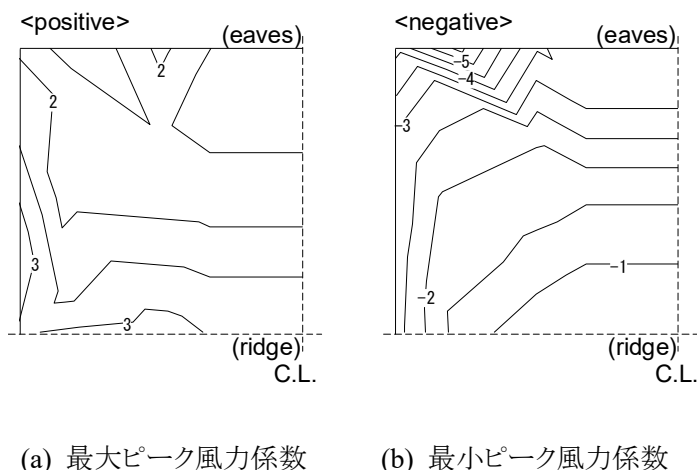 <positive>
(eaves)
2
2
3
3
(ridge)
C.L.
(a) 最大ピーク風力係数
<negative>
(eaves)
-5
-4
-3
-2
-1
(ridge)
C.L.
(b) 最小ピーク風力係数